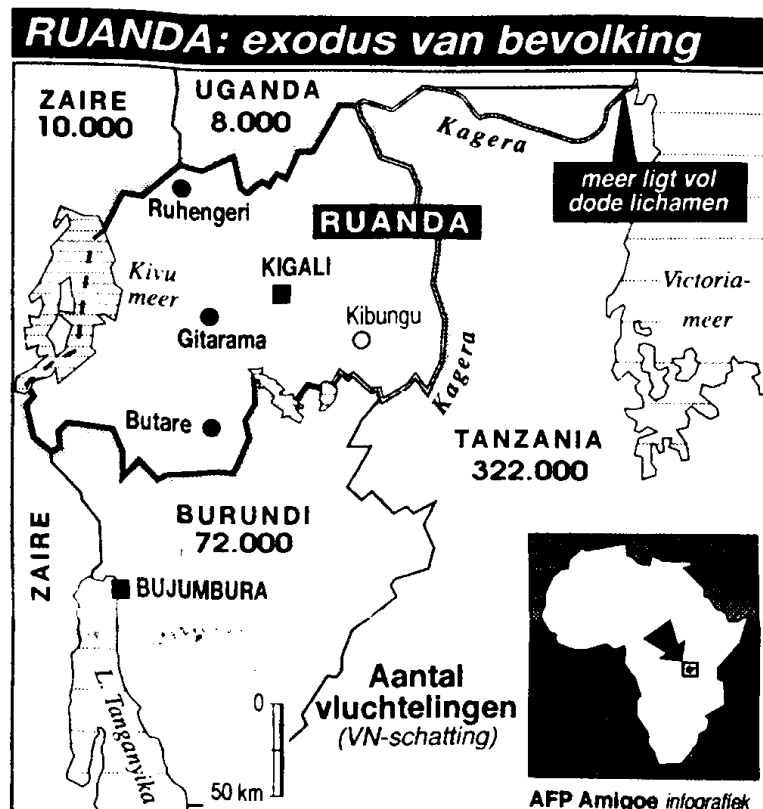 RUANDA: exodus van bevolking
ZAIRE
10.000
UGANDA
8.000
Kagera
meer ligt vol
dode lichamen
Ruhengeri
RUANDA
Kivu
meer
KIGALI
Victoria-
meer
Gitarama
Kibungu
Kagera
Butare
TANZANIA
322.000
BURUNDI
72.000
ZAIRE
BUJUMBURA
L. Tanganyika
Aantal
vluchtelingen
(VN-schatting)
0
50 km
AFP Amigoe infografiek